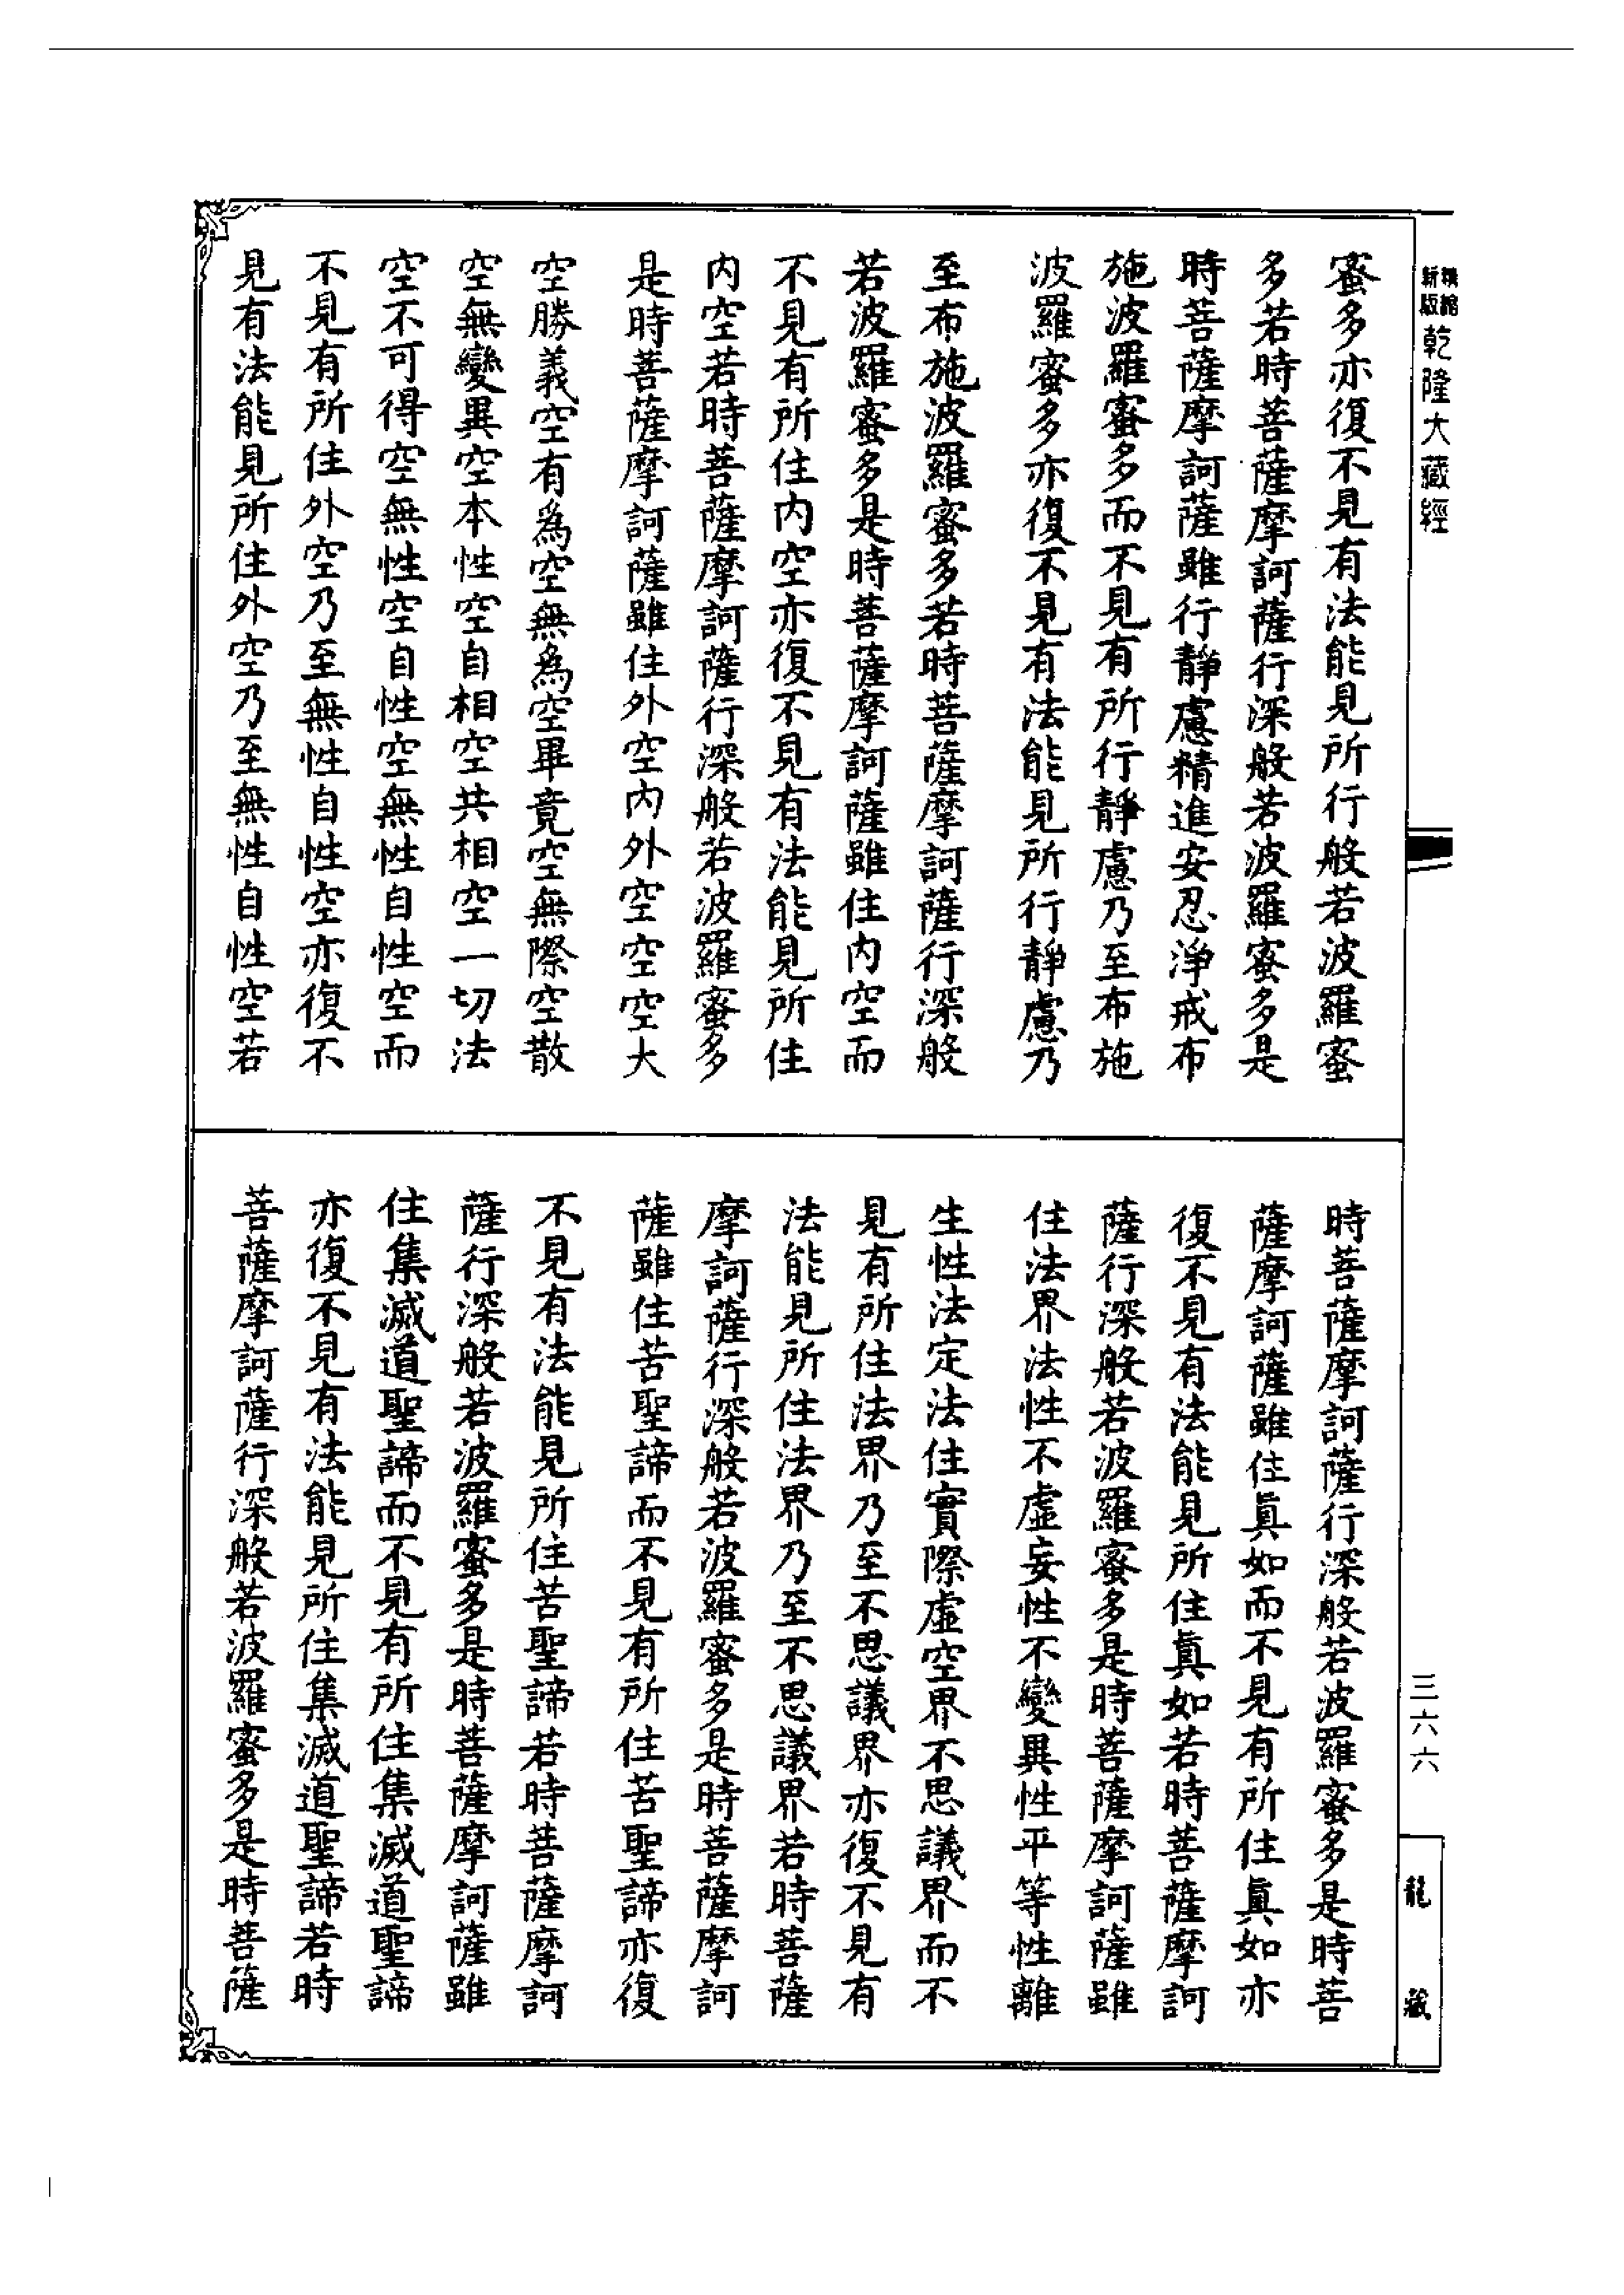 精縮新版乾隆大藏經
蜜多亦復不見有法能見所行般若波羅蜜
多若時菩薩摩訶薩行深般若波羅蜜多是
時菩薩摩訶薩雖行靜慮精進安忍淨戒布
施波羅蜜多而不見有所行靜慮乃至布施
波羅蜜多亦復不見有法能見所行靜慮乃
至布施波羅蜜多若時菩薩摩訶薩行深般
若波羅蜜多是時菩薩摩訶薩雖住內空而
不見有所住內空亦復不見有法能見所住
內空若時菩薩摩訶薩行深般若波羅蜜多
是時菩薩摩訶薩雖住外空內外空空空大
空勝義空有為空無為空畢竟空無際空散
空無變異空本性空自相空共相空一切法
空不可得空無性空自性空無性自性空而
不見有所住外空乃至無性自性空亦復不
見有法能見所住外空乃至無性自性空若
時菩薩摩訶薩行深般若波羅蜜多是時菩
薩摩訶薩雖住真如而不見有所住真如亦
復不見有法能見所住真如若時菩薩摩訶
薩行深般若波羅蜜多是時菩薩摩訶薩雖
住法界法性不虛妄性不變異性平等性離
生性法定法住實際虛空界不思議界而不
見有所住法界乃至不思議界亦復不見有
法能見所住法界乃至不思議界若時菩薩
摩訶薩行深般若波羅蜜多是時菩薩摩訶
薩雖住苦聖諦而不見有所住苦聖諦亦復
不見有法能見所住苦聖諦若時菩薩摩訶
薩行深般若波羅蜜多是時菩薩摩訶薩雖
住集滅道聖諦而不見有所住集滅道聖諦
亦復不見有法能見所住集滅道聖諦若時
菩薩摩訶薩行深般若波羅蜜多是時菩薩
三六六
龍藏